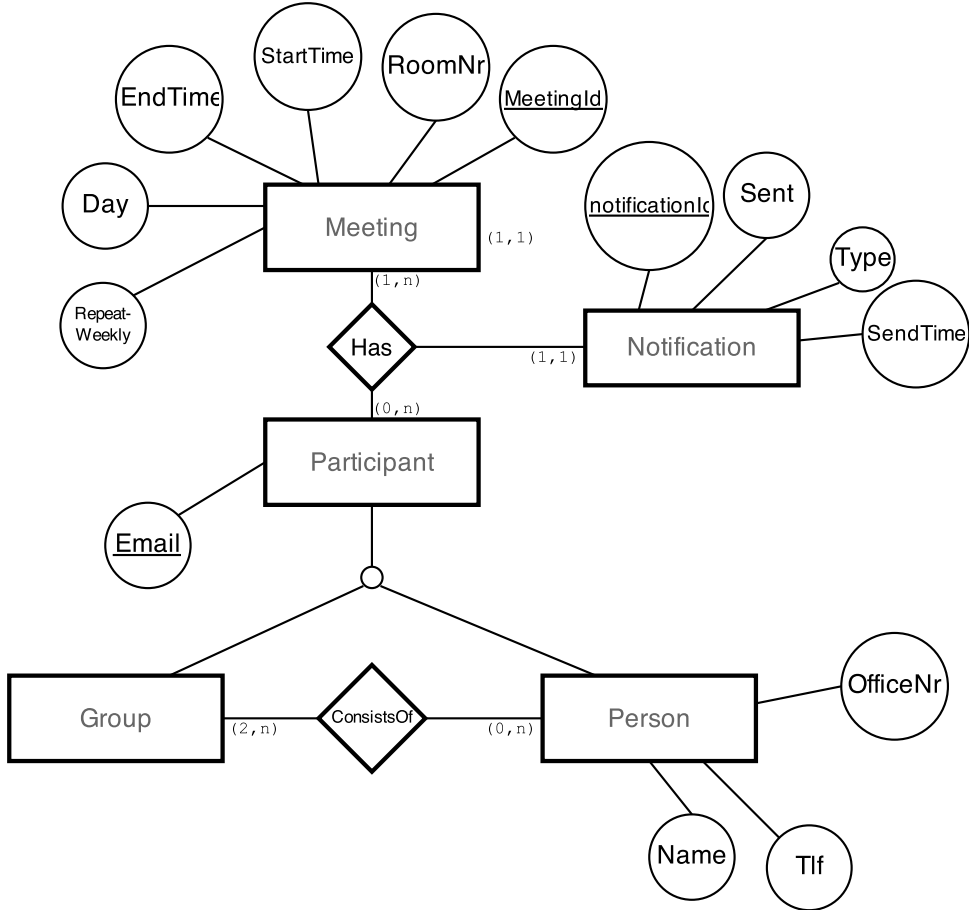 StartTime
RoomNr
EndTime
MeetingId
Day
Meeting
(1,1)
notificationId
Sent
Type
(1,n)
Repeat-
Weekly
Has
(1,1)
Notification
SendTime
(0,n)
Participant
Email
Group
(2,n)
ConsistsOf
(0,n)
Person
OfficeNr
Name
Tlf